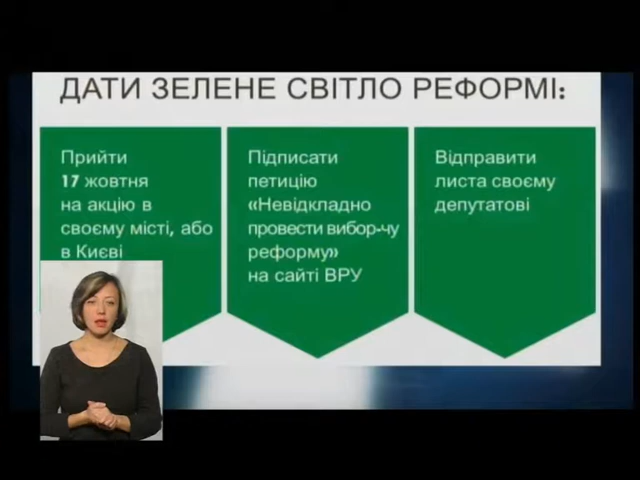 ДАТИ ЗЕЛЕНЕ СВІТЛО РЕФОРМІ:
Прийти
17 жовтня
на акцію в
своєму місті, або
в Києві
Підписати
петицію
«Невідкладно
провести вибор-чу
реформу»
на сайті ВРУ
Відправити
листа своєму
депутатові